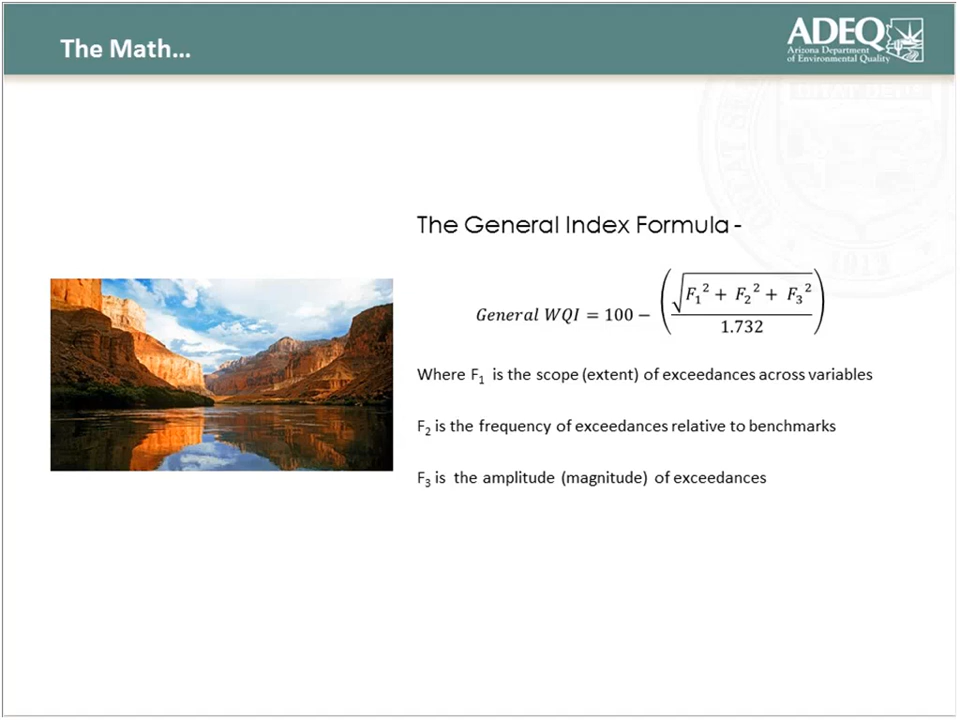 The Math...
ADEQ
Arizona Department
of Environmental Quality
The General Index Formula -
General WQI = 100 − (√(F₁² + F₂² + F₃²) / 1.732)
Where F₁ is the scope (extent) of exceedances across variables
F₂ is the frequency of exceedances relative to benchmarks
F₃ is the amplitude (magnitude) of exceedances
1912